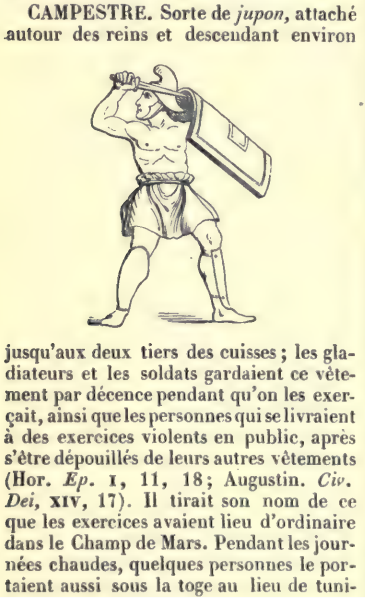 CAMPESTRE. Sorte de jupon, attaché
autour des reins et descendant environ
jusqu'aux deux tiers des cuisses ; les gla-
diateurs et les soldats gardaient ce vête-
ment par décence pendant qu'on les exer-
çait, ainsi que les personnes qui se livraient
à des exercices violents en public, après
s'être dépouillés de leurs autres vêtements
(Hor. Ep. I, 11, 18 ; Augustin. Civ.
Dei, XIV, 17). Il tirait son nom de ce
que les exercices avaient lieu d'ordinaire
dans le Champ de Mars. Pendant les jour-
nées chaudes, quelques personnes le por-
taient aussi sous la toge au lieu de tuni-